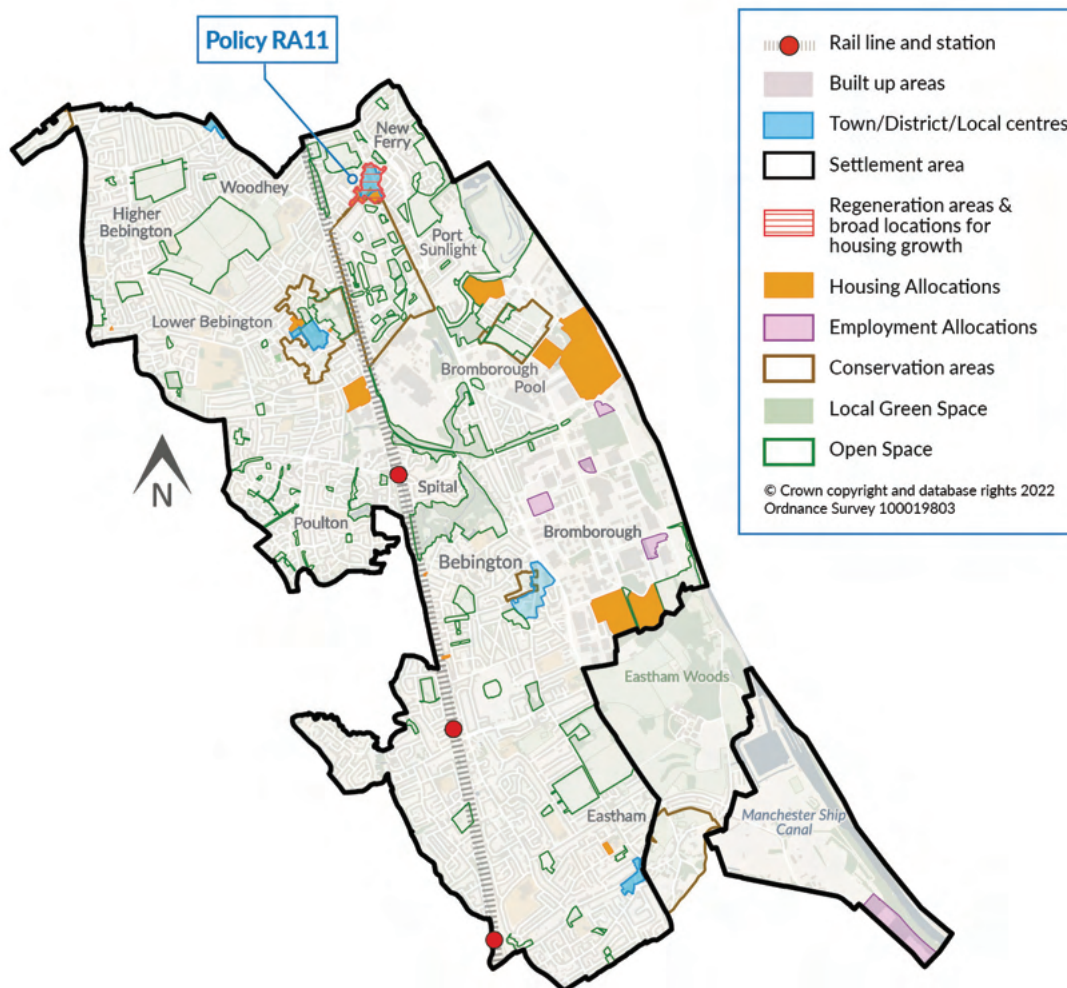 Policy RA11
New
Ferry
Woodhey
Higher
Bebington
Port
Sunlight
Lower Bebington
Bromborough
Pool
Spital
Poulton
Bromborough
Bebington
Eastham Woods
Eastham
Manchester Ship
Canal
N
Rail line and station
Built up areas
Town/District/Local centres
Settlement area
Regeneration areas &
broad locations for
housing growth
Housing Allocations
Employment Allocations
Conservation areas
Local Green Space
Open Space
© Crown copyright and database rights 2022
Ordnance Survey 100019803